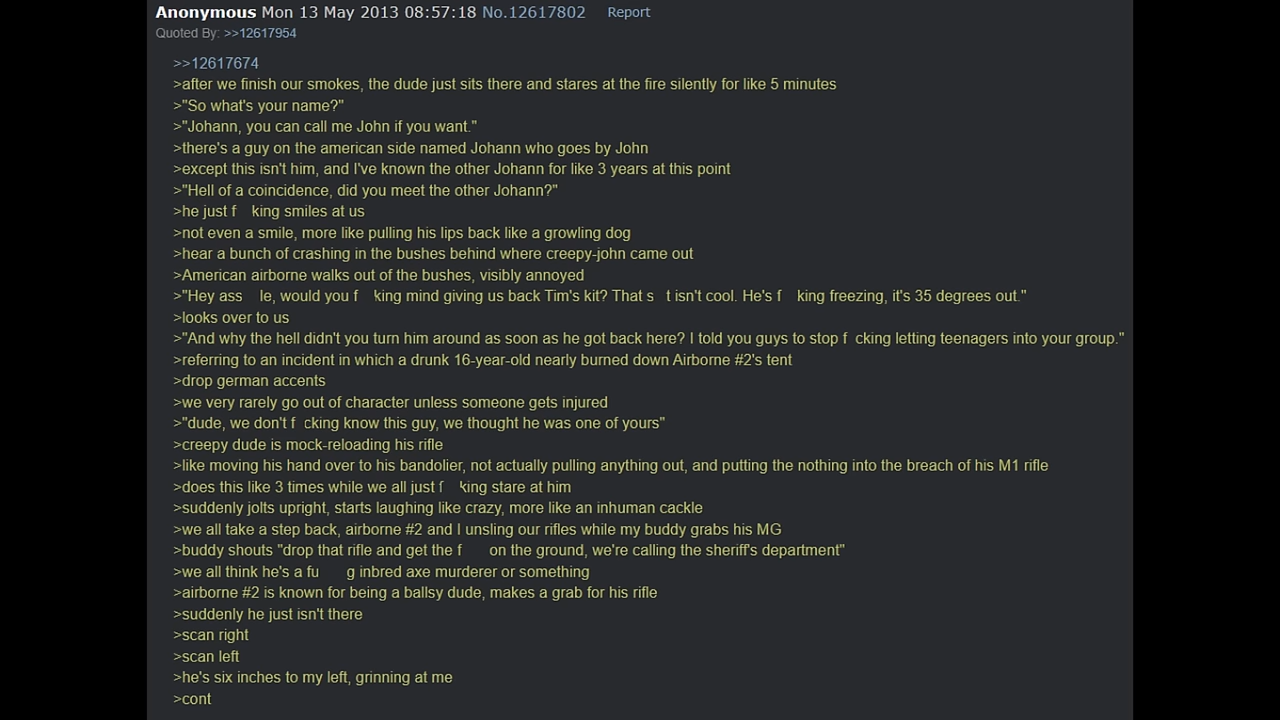 Anonymous Mon 13 May 2013 08:57:18 No.12617802 Report
Quoted By: >>12617954
>>12617674
>after we finish our smokes, the dude just sits there and stares at the fire silently for like 5 minutes
>"So what's your name?"
>"Johann, you can call me John if you want."
>there's a guy on the american side named Johann who goes by John
>except this isn't him, and I've known the other Johann for like 3 years at this point
>"Hell of a coincidence, did you meet the other Johann?"
>he just f king smiles at us
>not even a smile, more like pulling his lips back like a growling dog
>hear a bunch of crashing in the bushes behind where creepy-john came out
>American airborne walks out of the bushes, visibly annoyed
>"Hey ass le, would you f king mind giving us back Tim's kit? That s t isn't cool. He's f king freezing, it's 35 degrees out."
>looks over to us
>"And why the hell didn't you turn him around as soon as he got back here? I told you guys to stop f cking letting teenagers into your group."
>referring to an incident in which a drunk 16-year-old nearly burned down Airborne #2's tent
>drop german accents
>we very rarely go out of character unless someone gets injured
>"dude, we don't f cking know this guy, we thought he was one of yours"
>creepy dude is mock-reloading his rifle
>like moving his hand over to his bandolier, not actually pulling anything out, and putting the nothing into the breach of his M1 rifle
>does this like 3 times while we all just f king stare at him
>suddenly jolts upright, starts laughing like crazy, more like an inhuman cackle
>we all take a step back, airborne #2 and I unsling our rifles while my buddy grabs his MG
>buddy shouts "drop that rifle and get the f on the ground, we're calling the sheriff's department"
>we all think he's a fu g inbred axe murderer or something
>airborne #2 is known for being a ballsy dude, makes a grab for his rifle
>suddenly he just isn't there
>scan right
>scan left
>he's six inches to my left, grinning at me
>cont